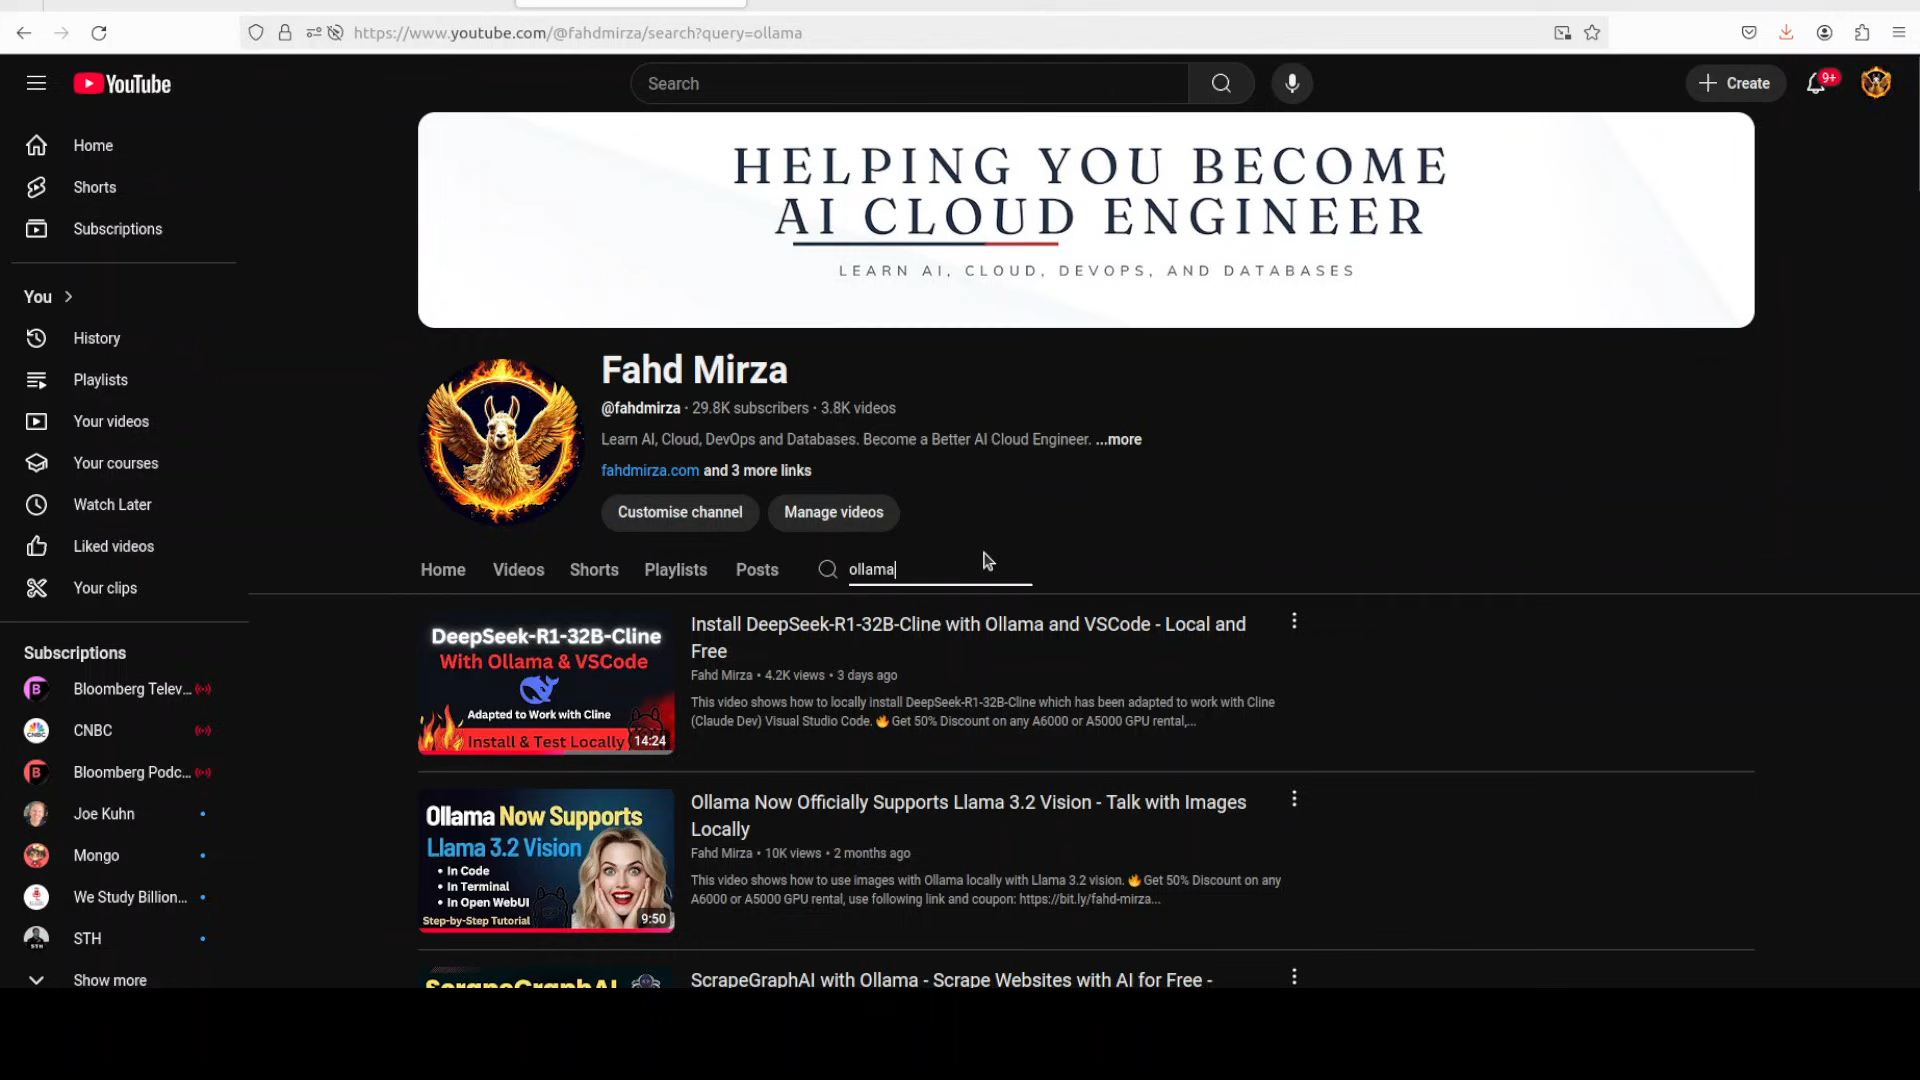 https://www.youtube.com/@fahdmirza/search?query=ollama
YouTube
Search
Create
9+
Home
Shorts
Subscriptions
You
History
Playlists
Your videos
Your courses
Watch Later
Liked videos
Your clips
Subscriptions
Bloomberg Telev...
CNBC
Bloomberg Podc...
Joe Kuhn
Mongo
We Study Billion...
STH
Show more
HELPING YOU BECOME
AI CLOUD ENGINEER
LEARN AI, CLOUD, DEVOPS, AND DATABASES
Fahd Mirza
@fahdmirza · 29.8K subscribers · 3.8K videos
Learn AI, Cloud, DevOps and Databases. Become a Better AI Cloud Engineer. ...more
fahdmirza.com and 3 more links
Customise channel Manage videos
Home Videos Shorts Playlists Posts ollama
DeepSeek-R1-32B-Cline
With Ollama & VSCode
Adapted to Work with Cline
Install & Test Locally
14:24
Install DeepSeek-R1-32B-Cline with Ollama and VSCode - Local and
Free
Fahd Mirza • 4.2K views • 3 days ago
This video shows how to locally install DeepSeek-R1-32B-Cline which has been adapted to work with Cline
(Claude Dev) Visual Studio Code. 🔥Get 50% Discount on any A6000 or A5000 GPU rental,...
Ollama Now Supports
Llama 3.2 Vision
• In Code
• In Terminal
• In Open WebUI
Step-by-Step Tutorial
9:50
Ollama Now Officially Supports Llama 3.2 Vision - Talk with Images
Locally
Fahd Mirza • 10K views • 2 months ago
This video shows how to use images with Ollama locally with Llama 3.2 vision. 🔥Get 50% Discount on any
A6000 or A5000 GPU rental, use following link and coupon: https://bit.ly/fahd-mirza...
ScrapeGraphAI
ScrapeGraphAI with Ollama - Scrape Websites with AI for Free -